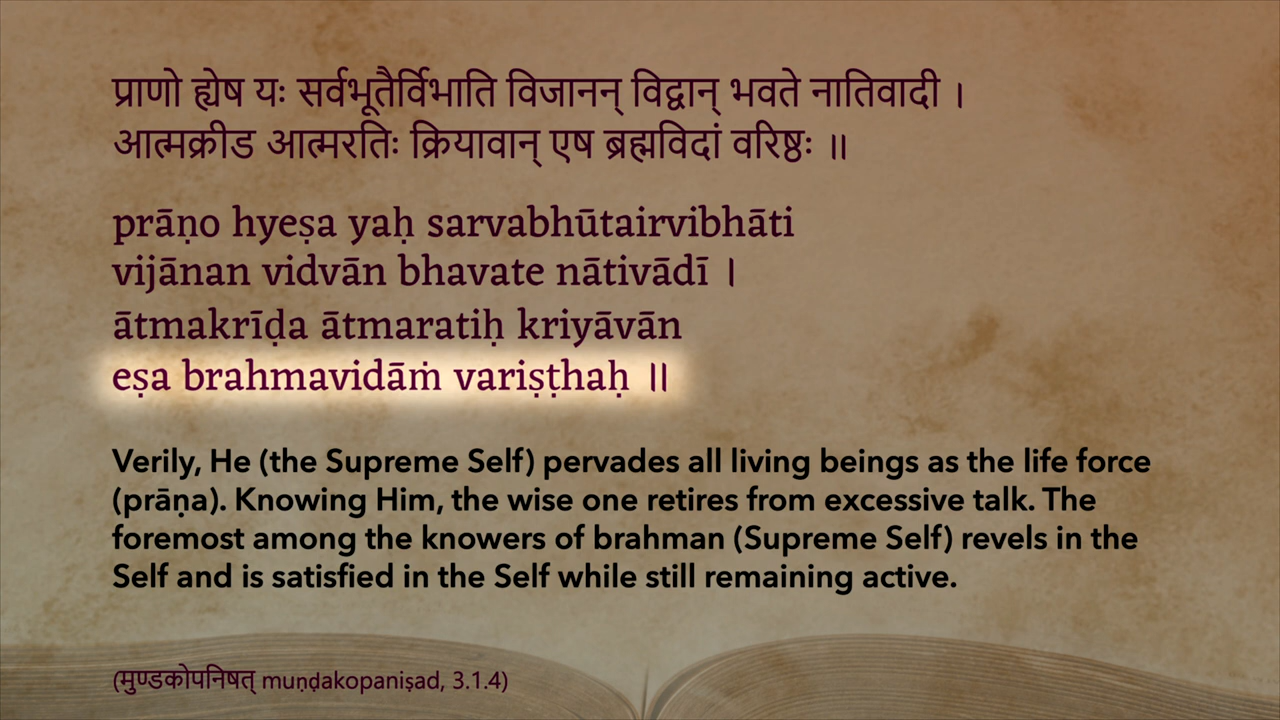 प्राणो ह्येष यः सर्वभूतैर्विभाति विजानन् विद्वान् भवते नातिवादी ।
आत्मक्रीड आत्मरतिः क्रियावान् एष ब्रह्मविदां वरिष्ठः ॥
prāṇo hyeṣa yaḥ sarvabhūtairvibhāti
vijānan vidvān bhavate nātivādī ।
ātmakrīḍa ātmaratiḥ kriyāvān
eṣa brahmavidāṁ variṣṭhaḥ ॥
Verily, He (the Supreme Self) pervades all living beings as the life force
(prāṇa). Knowing Him, the wise one retires from excessive talk. The
foremost among the knowers of brahman (Supreme Self) revels in the
Self and is satisfied in the Self while still remaining active.
(मुण्डकोपनिषत् muṇḍakopaniṣad, 3.1.4)